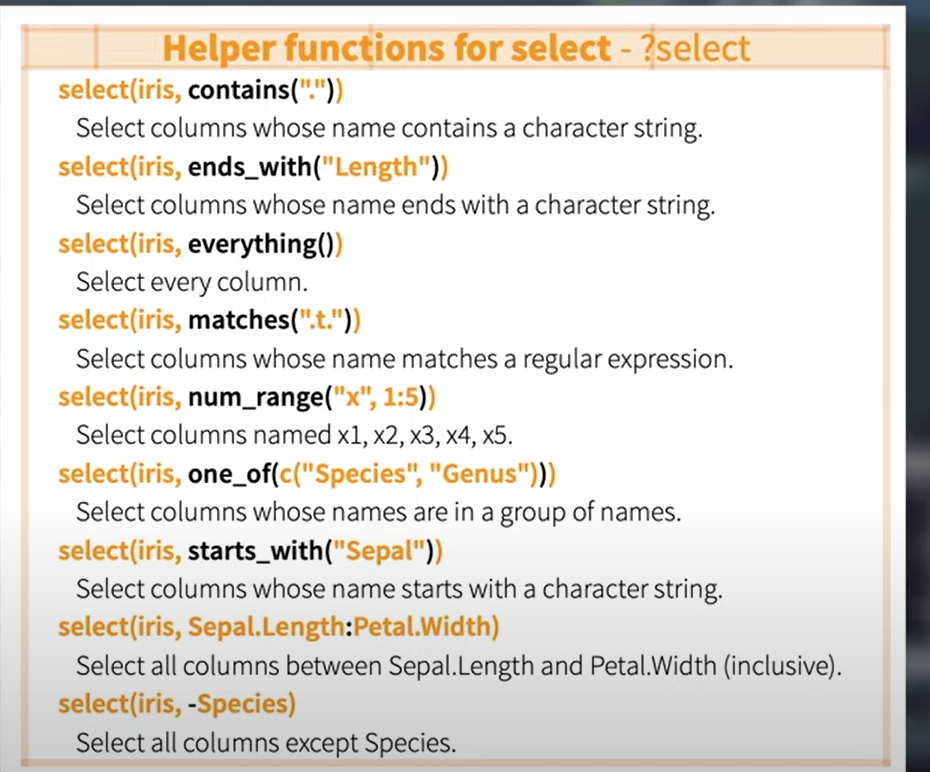 Helper functions for select - ?select
select(iris, contains("."))
Select columns whose name contains a character string.
select(iris, ends_with("Length"))
Select columns whose name ends with a character string.
select(iris, everything())
Select every column.
select(iris, matches(".t."))
Select columns whose name matches a regular expression.
select(iris, num_range("x", 1:5))
Select columns named x1, x2, x3, x4, x5.
select(iris, one_of(c("Species", "Genus")))
Select columns whose names are in a group of names.
select(iris, starts_with("Sepal"))
Select columns whose name starts with a character string.
select(iris, Sepal.Length:Petal.Width)
Select all columns between Sepal.Length and Petal.Width (inclusive).
select(iris, -Species)
Select all columns except Species.